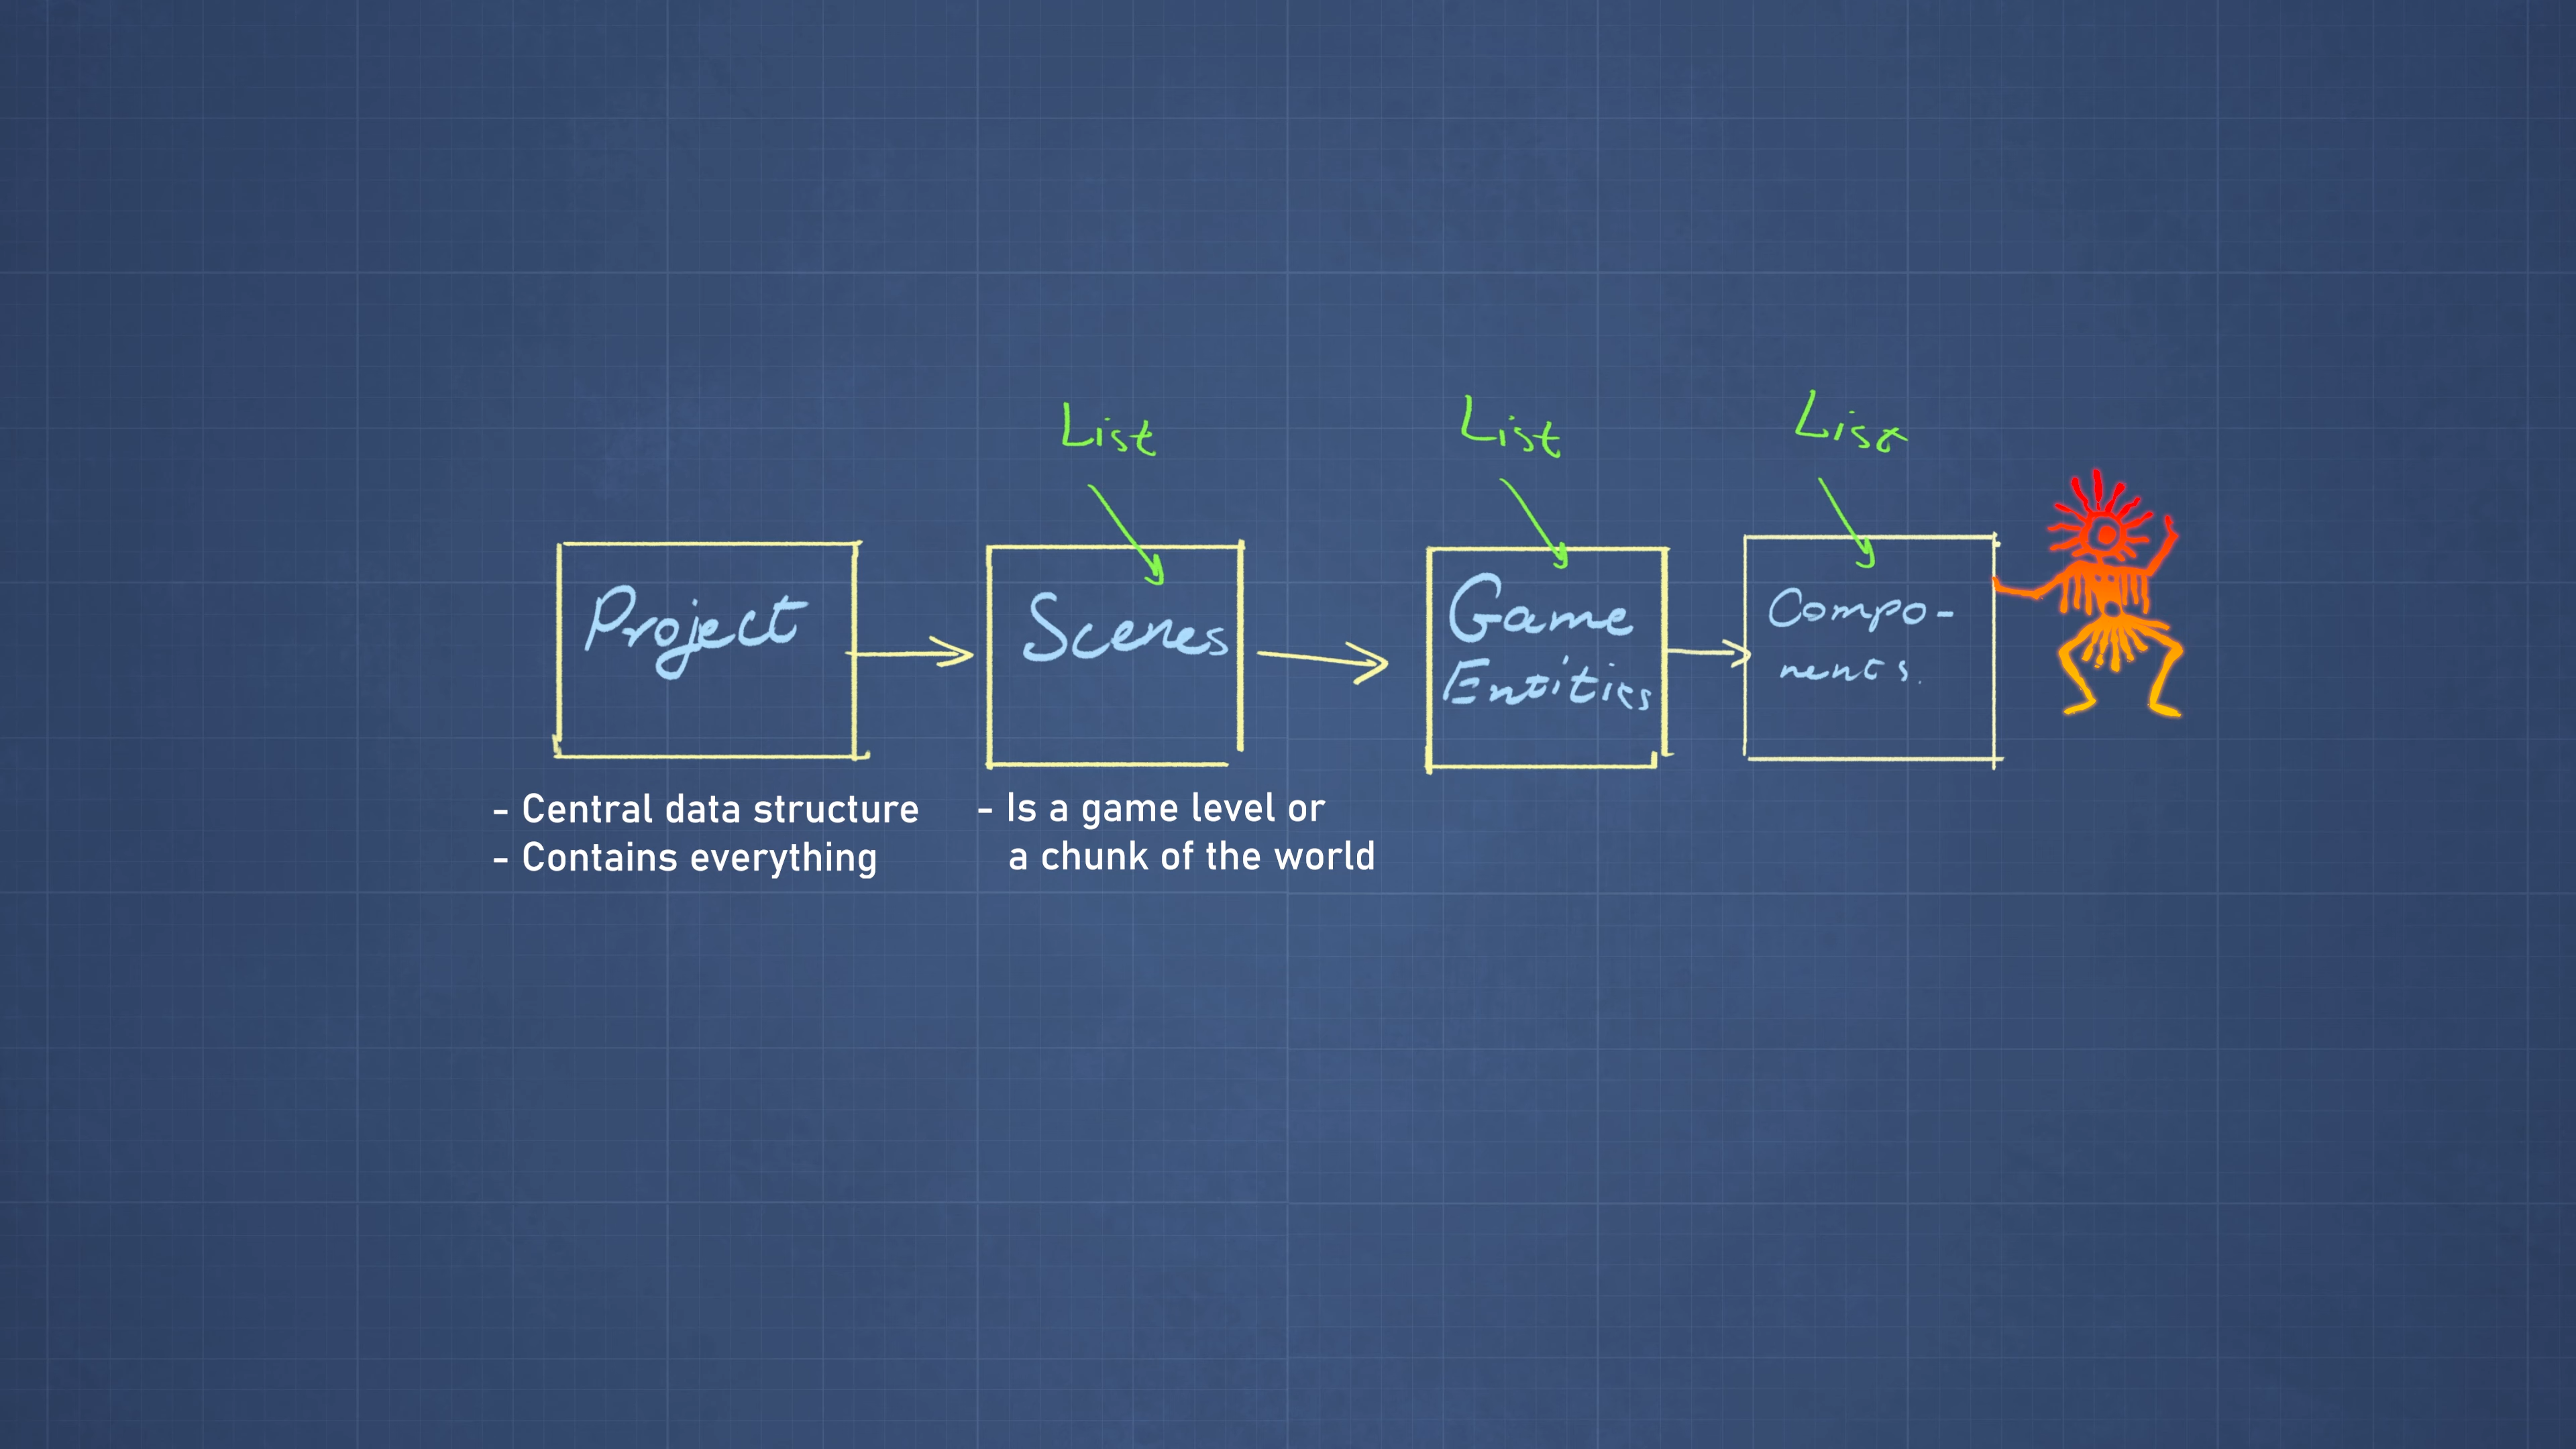 List
List
List
Project
Scenes
Game
Entities
Compo-
nents.
- Central data structure
- Contains everything
- Is a game level or
a chunk of the world